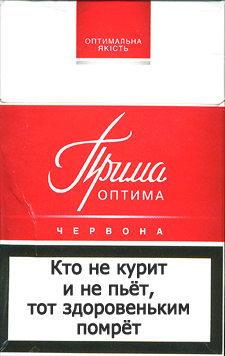 ОПТИМАЛЬНА
ЯКІСТЬ
Прима
ОПТИМА
ЧЕРВОНА
Кто не курит
и не пьёт,
тот здоровеньким
помрёт